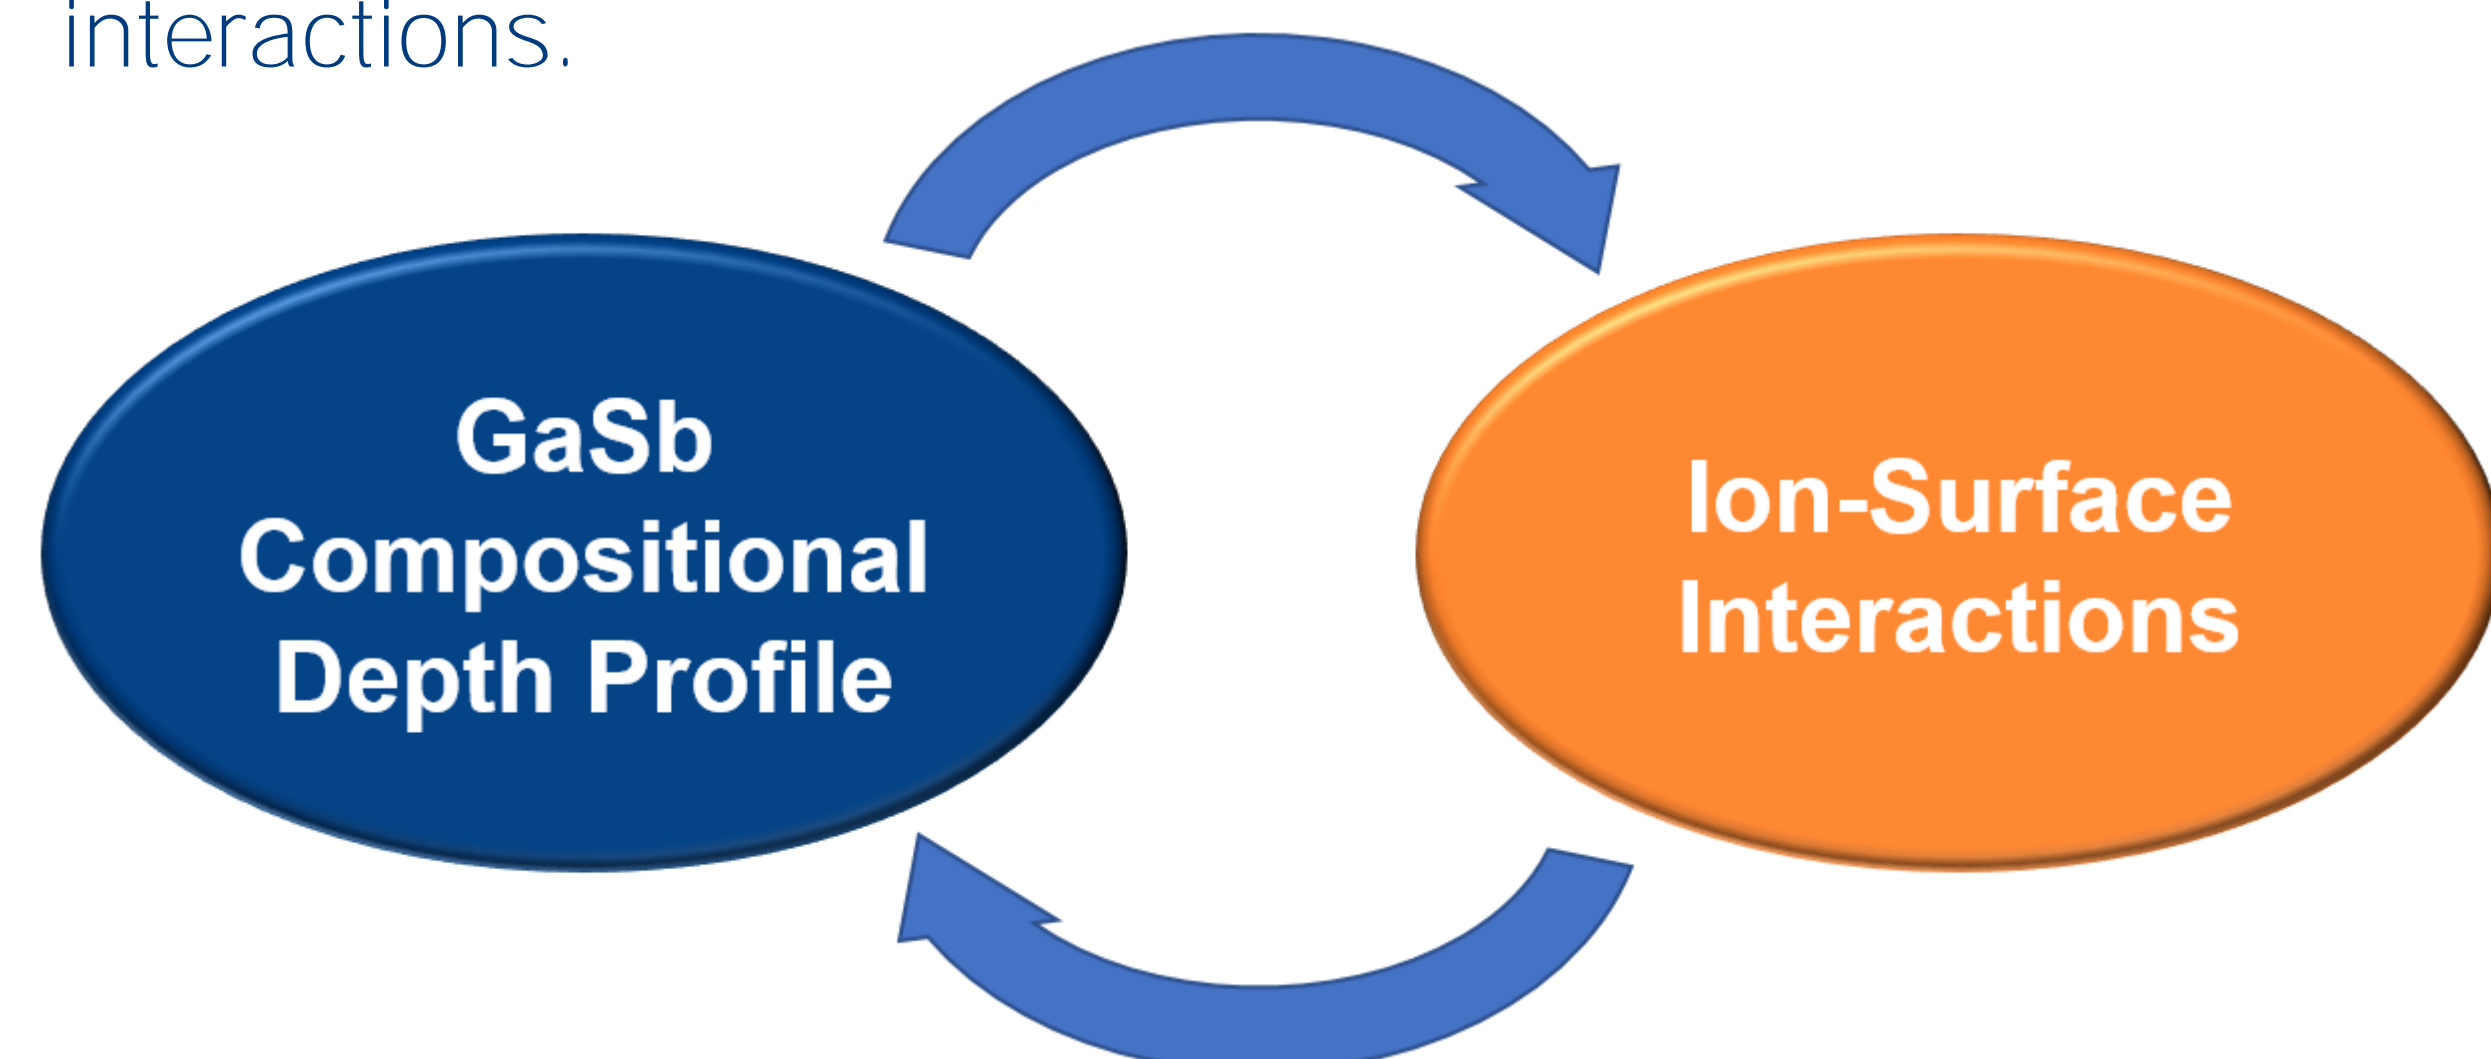 interactions.
GaSb
Compositional
Depth Profile
Ion-Surface
Interactions